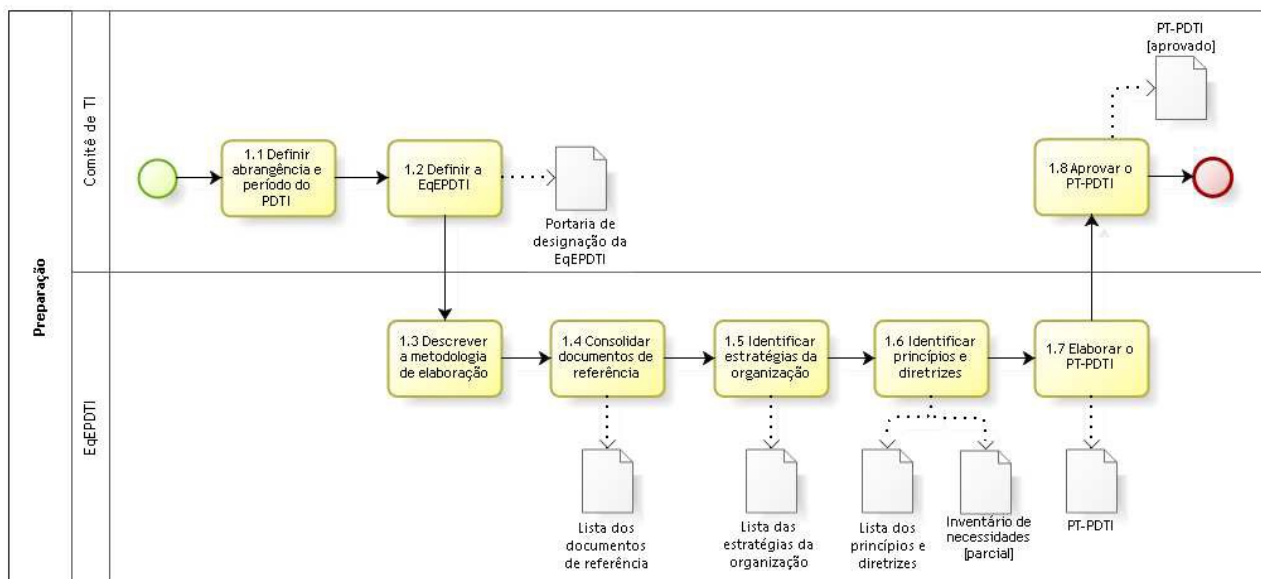 Preparação
Comitê de TI
1.1 Definir
abrangência e
período do
PDTI
1.2 Definir a
EqEPDTI
Portaria de
designação da
EqEPDTI
PT-PDTI
[aprovado]
1.8 Aprovar o
PT-PDTI
EqEPDTI
1.3 Descrever
a metodologia
de elaboração
1.4 Consolidar
documentos de
referência
1.5 Identificar
estratégias da
organização
1.6 Identificar
princípios e
diretrizes
1.7 Elaborar o
PT-PDTI
Lista dos
documentos
de referência
Lista das
estratégias da
organização
Lista dos
princípios e
diretrizes
Inventário de
necessidades
[parcial]
PT-PDTI